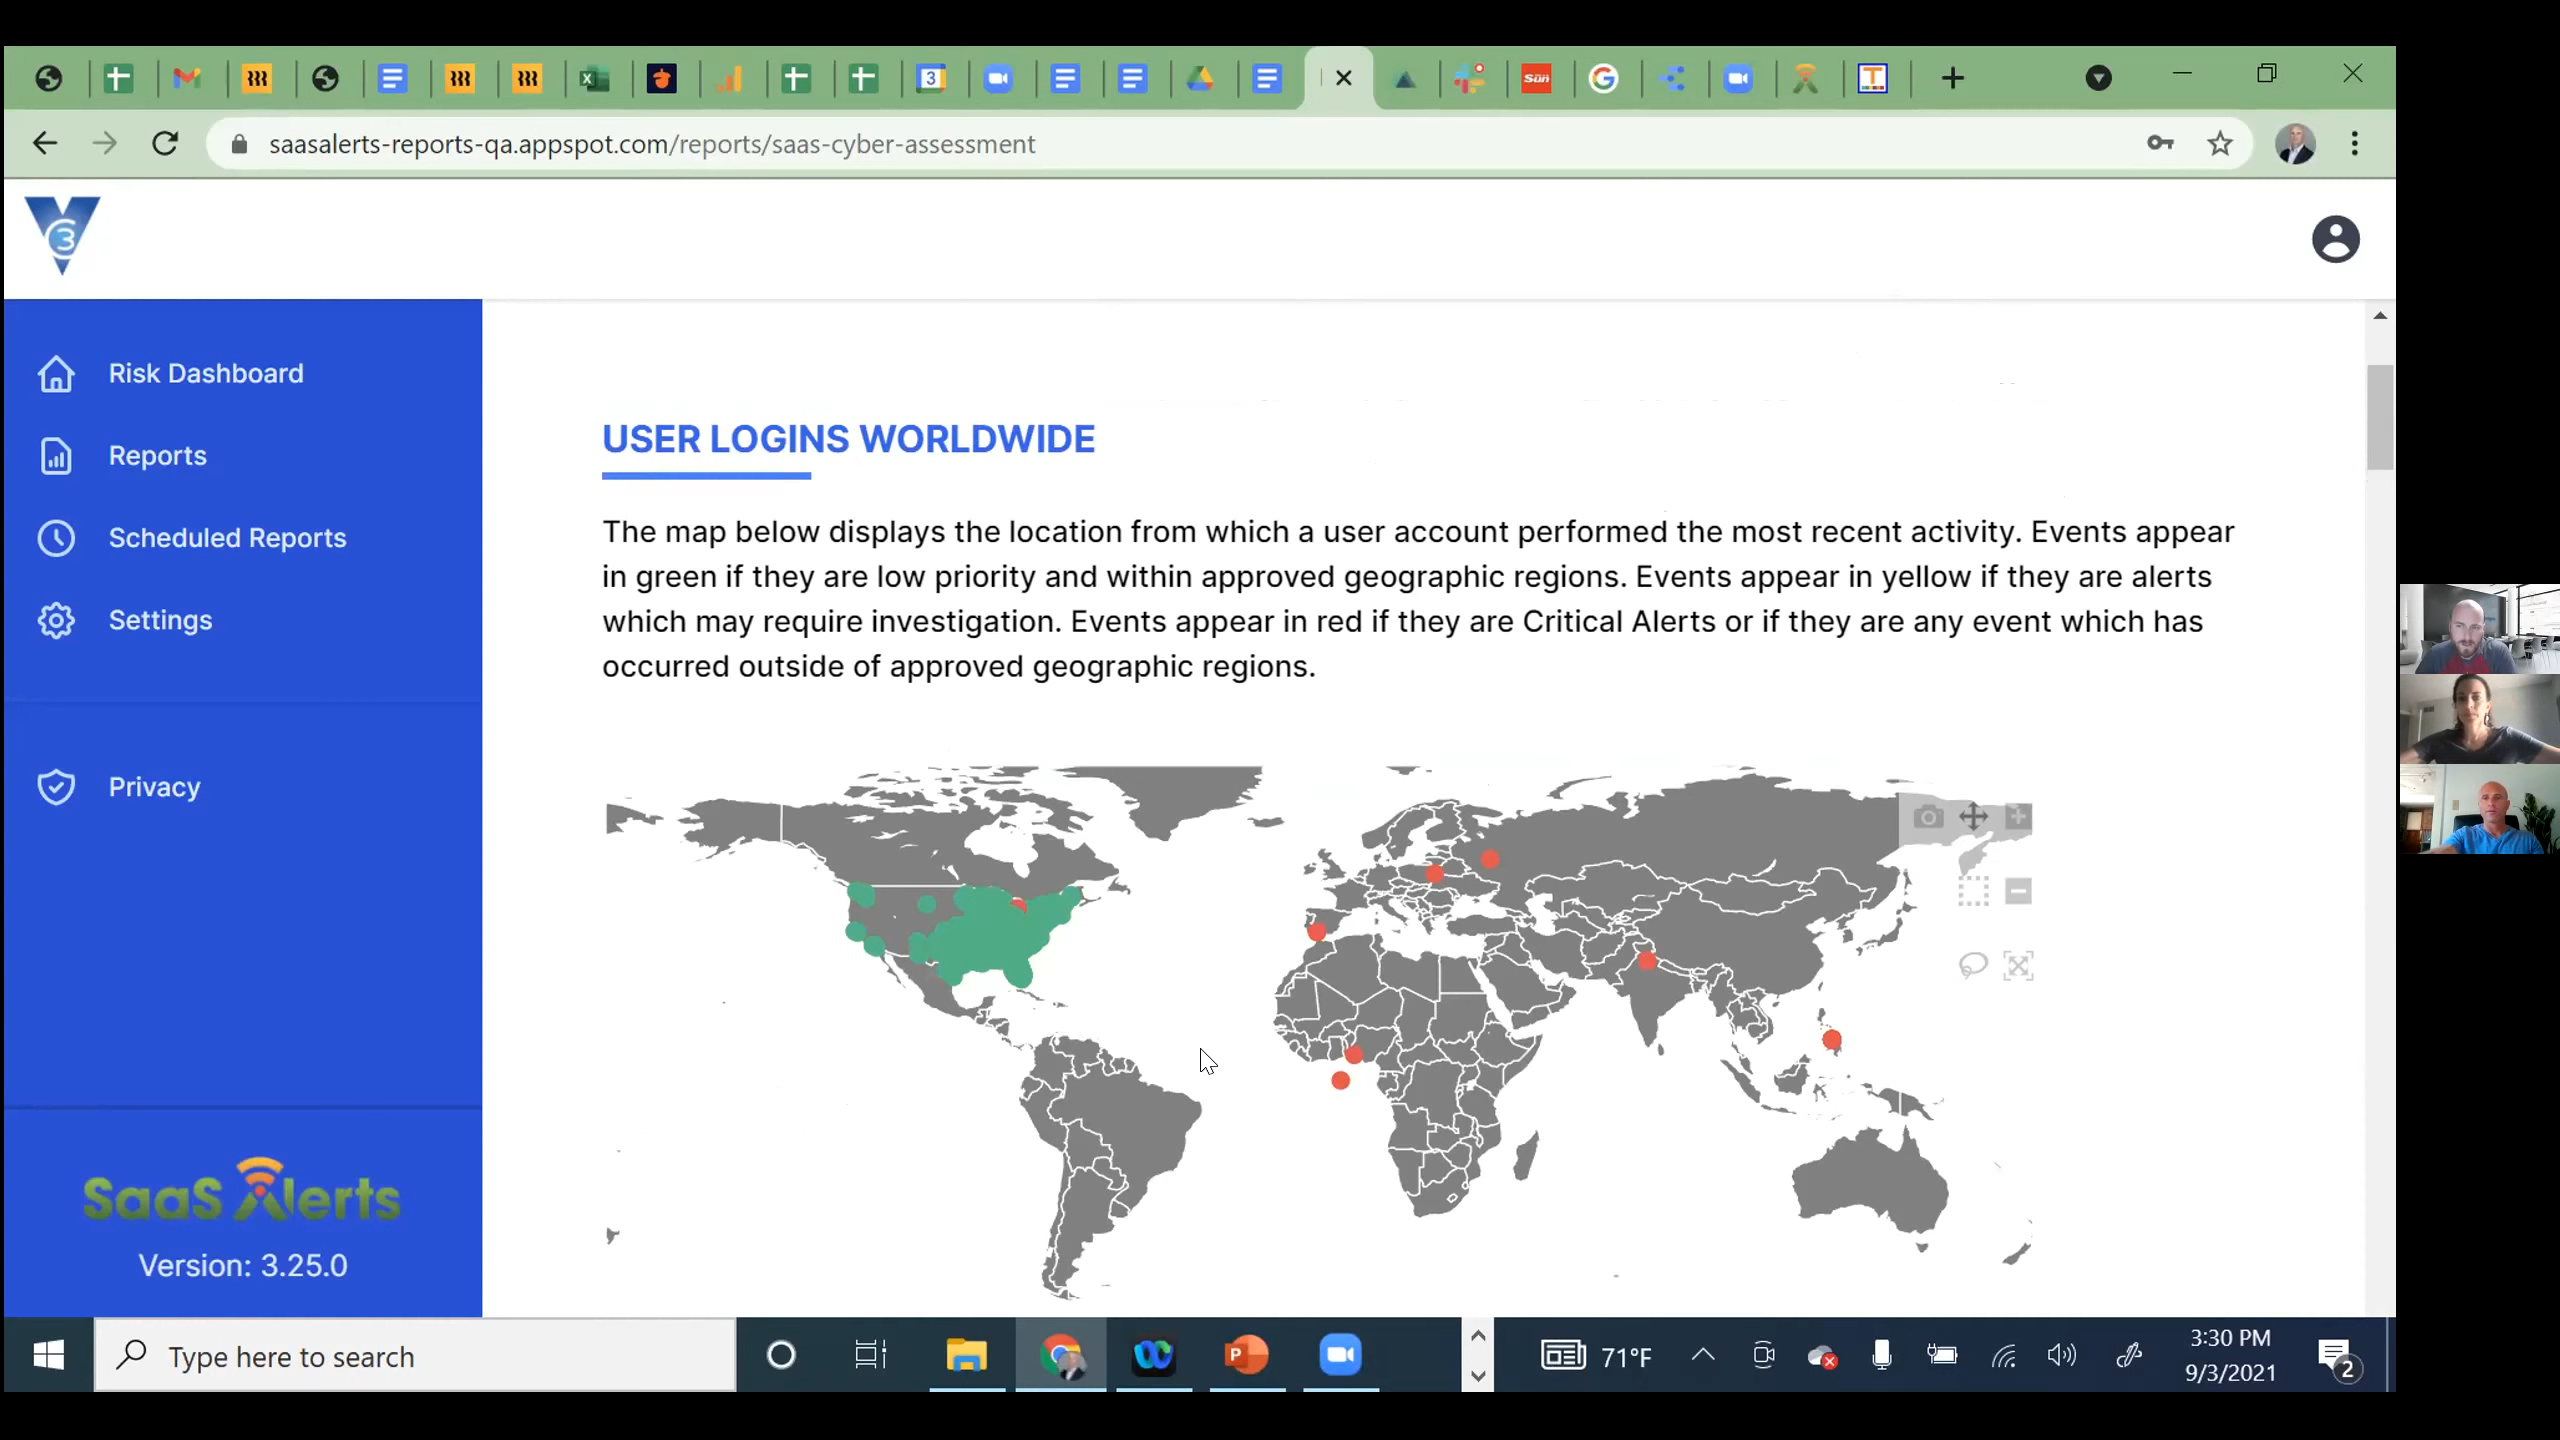 3
Sūn
T
saasalerts-reports-qa.appspot.com/reports/saas-cyber-assessment
VC3
Risk Dashboard
Reports
Scheduled Reports
Settings
Privacy
SaaS Alerts
Version: 3.25.0
USER LOGINS WORLDWIDE
The map below displays the location from which a user account performed the most recent activity. Events appear
in green if they are low priority and within approved geographic regions. Events appear in yellow if they are alerts
which may require investigation. Events appear in red if they are Critical Alerts or if they are any event which has
occurred outside of approved geographic regions.
Type here to search
71°F
3:30 PM
9/3/2021
2